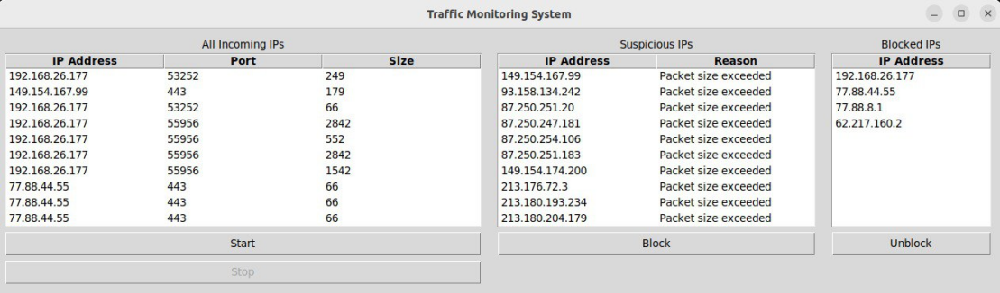 Traffic Monitoring System
All Incoming IPs Suspicious IPs Blocked IPs
IP Address Port Size IP Address Reason IP Address
192.168.26.177 53252 249 149.154.167.99 Packet size exceeded 192.168.26.177
149.154.167.99 443 179 93.158.134.242 Packet size exceeded 77.88.44.55
192.168.26.177 53252 66 87.250.251.20 Packet size exceeded 77.88.8.1
192.168.26.177 55956 2842 87.250.247.181 Packet size exceeded 62.217.160.2
192.168.26.177 55956 552 87.250.254.106 Packet size exceeded
192.168.26.177 55956 2842 87.250.251.183 Packet size exceeded
192.168.26.177 55956 1542 149.154.174.200 Packet size exceeded
77.88.44.55 443 66 213.176.72.3 Packet size exceeded
77.88.44.55 443 66 213.180.193.234 Packet size exceeded
77.88.44.55 443 66 213.180.204.179 Packet size exceeded
Start Block Unblock
Stop